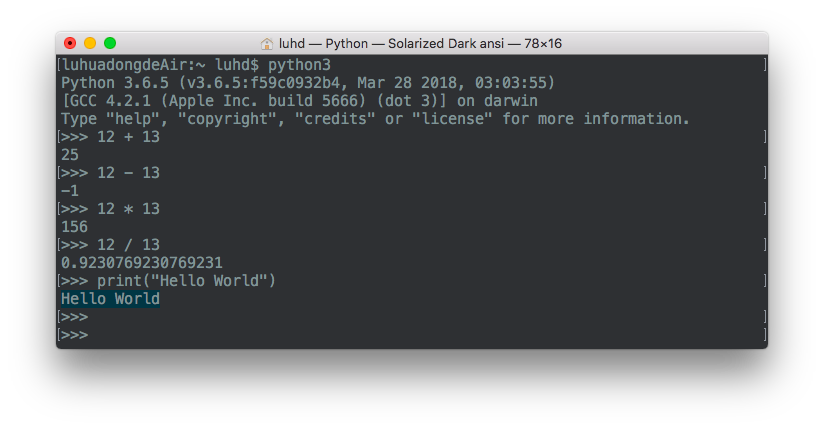 luhd — Python — Solarized Dark ansi — 78×16
[luhuadongdeAir:~ luhd$ python3 ]
Python 3.6.5 (v3.6.5:f59c0932b4, Mar 28 2018, 03:03:55)
[GCC 4.2.1 (Apple Inc. build 5666) (dot 3)] on darwin
Type "help", "copyright", "credits" or "license" for more information.
[>>> 12 + 13 ]
25
[>>> 12 - 13 ]
-1
[>>> 12 * 13 ]
156
[>>> 12 / 13 ]
0.9230769230769231
[>>> print("Hello World") ]
Hello World
[>>> ]
[>>> ]